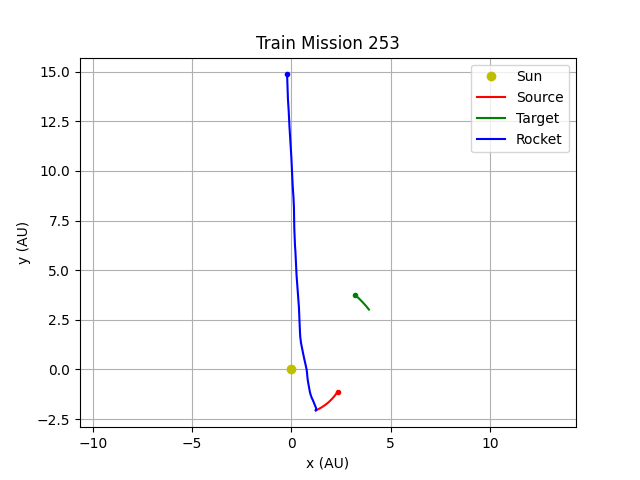 Train Mission 253
Sun
Source
Target
Rocket
15.0
12.5
10.0
7.5
5.0
2.5
0.0
−2.5
y (AU)
−10
−5
0
5
10
x (AU)